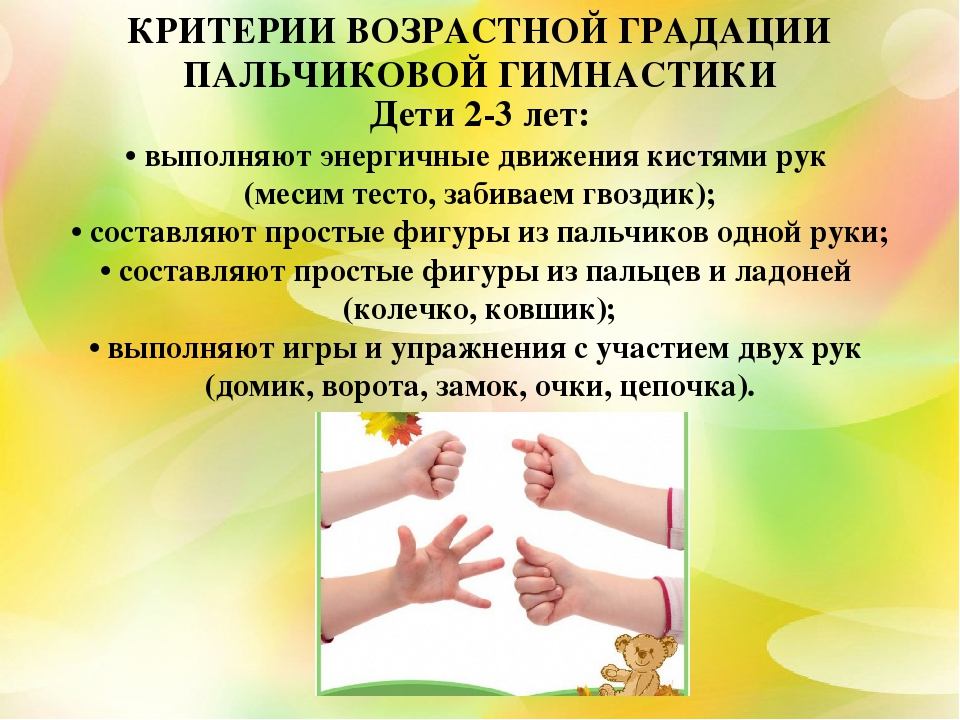 КРИТЕРИИ ВОЗРАСТНОЙ ГРАДАЦИИ
ПАЛЬЧИКОВОЙ ГИМНАСТИКИ
Дети 2-3 лет:
• выполняют энергичные движения кистями рук
(месим тесто, забиваем гвоздик);
• составляют простые фигуры из пальчиков одной руки;
• составляют простые фигуры из пальцев и ладоней
(колечко, ковшик);
• выполняют игры и упражнения с участием двух рук
(домик, ворота, замок, очки, цепочка).